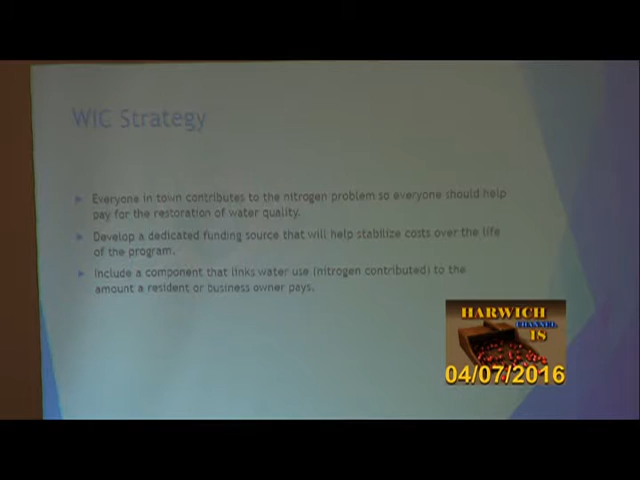 WIC Strategy
Everyone in town contributes to the nitrogen problem so everyone should help
pay for the restoration of water quality.
Develop a dedicated funding source that will help stabilize costs over the life
of the program.
Include a component that links water use (nitrogen contributed) to the
amount a resident or business owner pays.
HARWICH
CHANNEL
18
04/07/2016